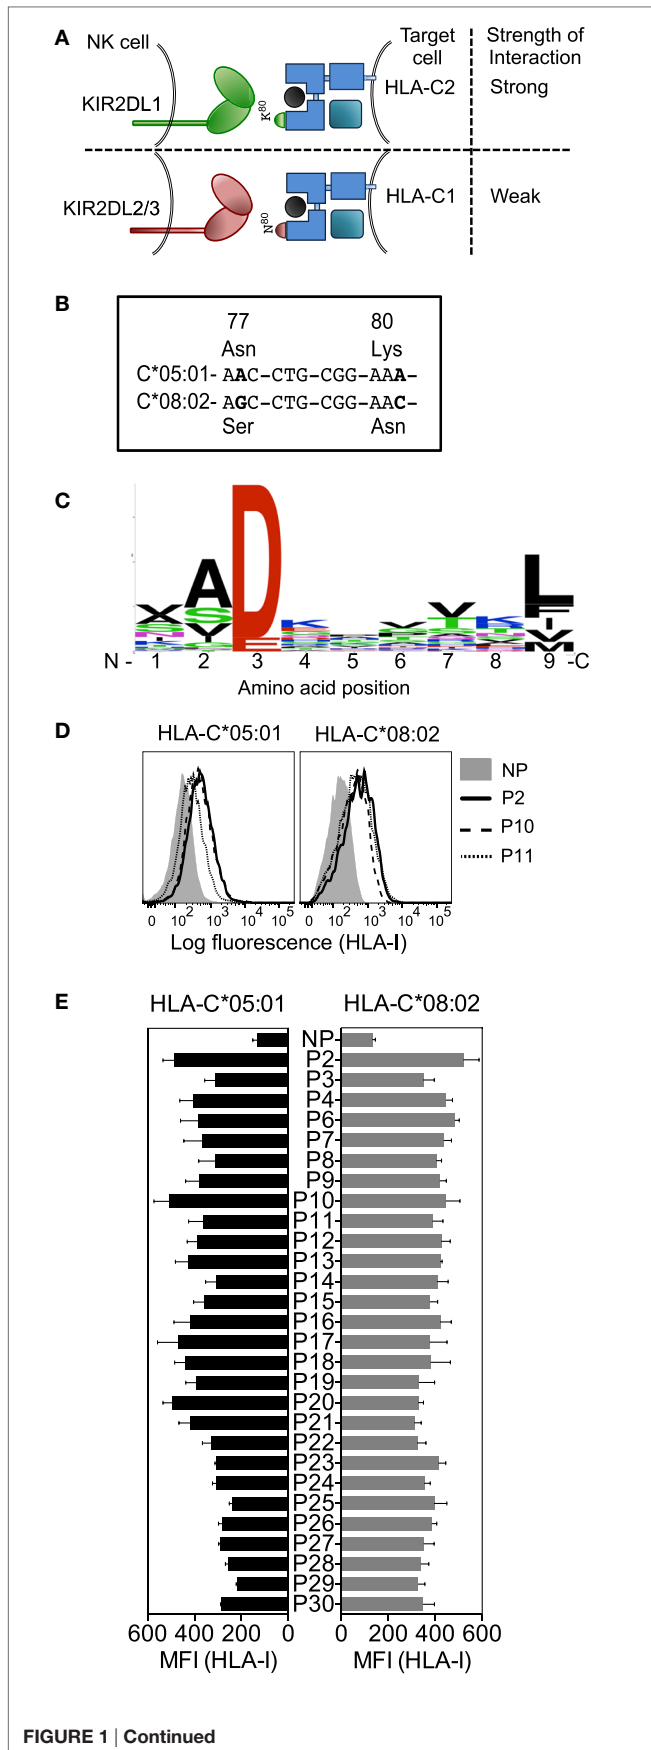 A
NK cell
Target cell
Strength of Interaction
KIR2DL1
K80
HLA-C2
Strong
KIR2DL2/3
N80
HLA-C1
Weak
B
77 80
Asn Lys
C*05:01- AAC-CTG-CGG-AAA-
C*08:02- AGC-CTG-CGG-AAC-
Ser Asn
C
X A D L
S E F
Y
K Y K I
V T V
N - 1 2 3 4 5 6 7 8 9 -C
Amino acid position
D
HLA-C*05:01 HLA-C*08:02
NP
P2
P10
P11
0 10² 10³ 10⁴ 10⁵ 0 10² 10³ 10⁴ 10⁵
Log fluorescence (HLA-I)
E
HLA-C*05:01 HLA-C*08:02
NP
P2
P3
P4
P6
P7
P8
P9
P10
P11
P12
P13
P14
P15
P16
P17
P18
P19
P20
P21
P22
P23
P24
P25
P26
P27
P28
P29
P30
600 400 200 0 0 200 400 600
MFI (HLA-I) MFI (HLA-I)
FIGURE 1 | Continued